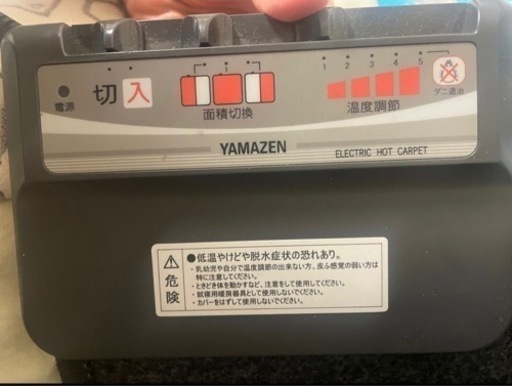 1 2 3 4 5
電源
切 入
面積切換
温度調節
ダニ退治
YAMAZEN
ELECTRIC HOT CARPET
危険
●低温やけどや脱水症状の恐れあり。
・乳幼児や自分で温度調節の出来ない方、皮ふ感覚の弱い方は
特に注意してください。
・ときどき体を動かすなど、注意をして使用してください。
・就寝用暖房器具として使用しないでください。
・カバーをはずして使用しないでください。